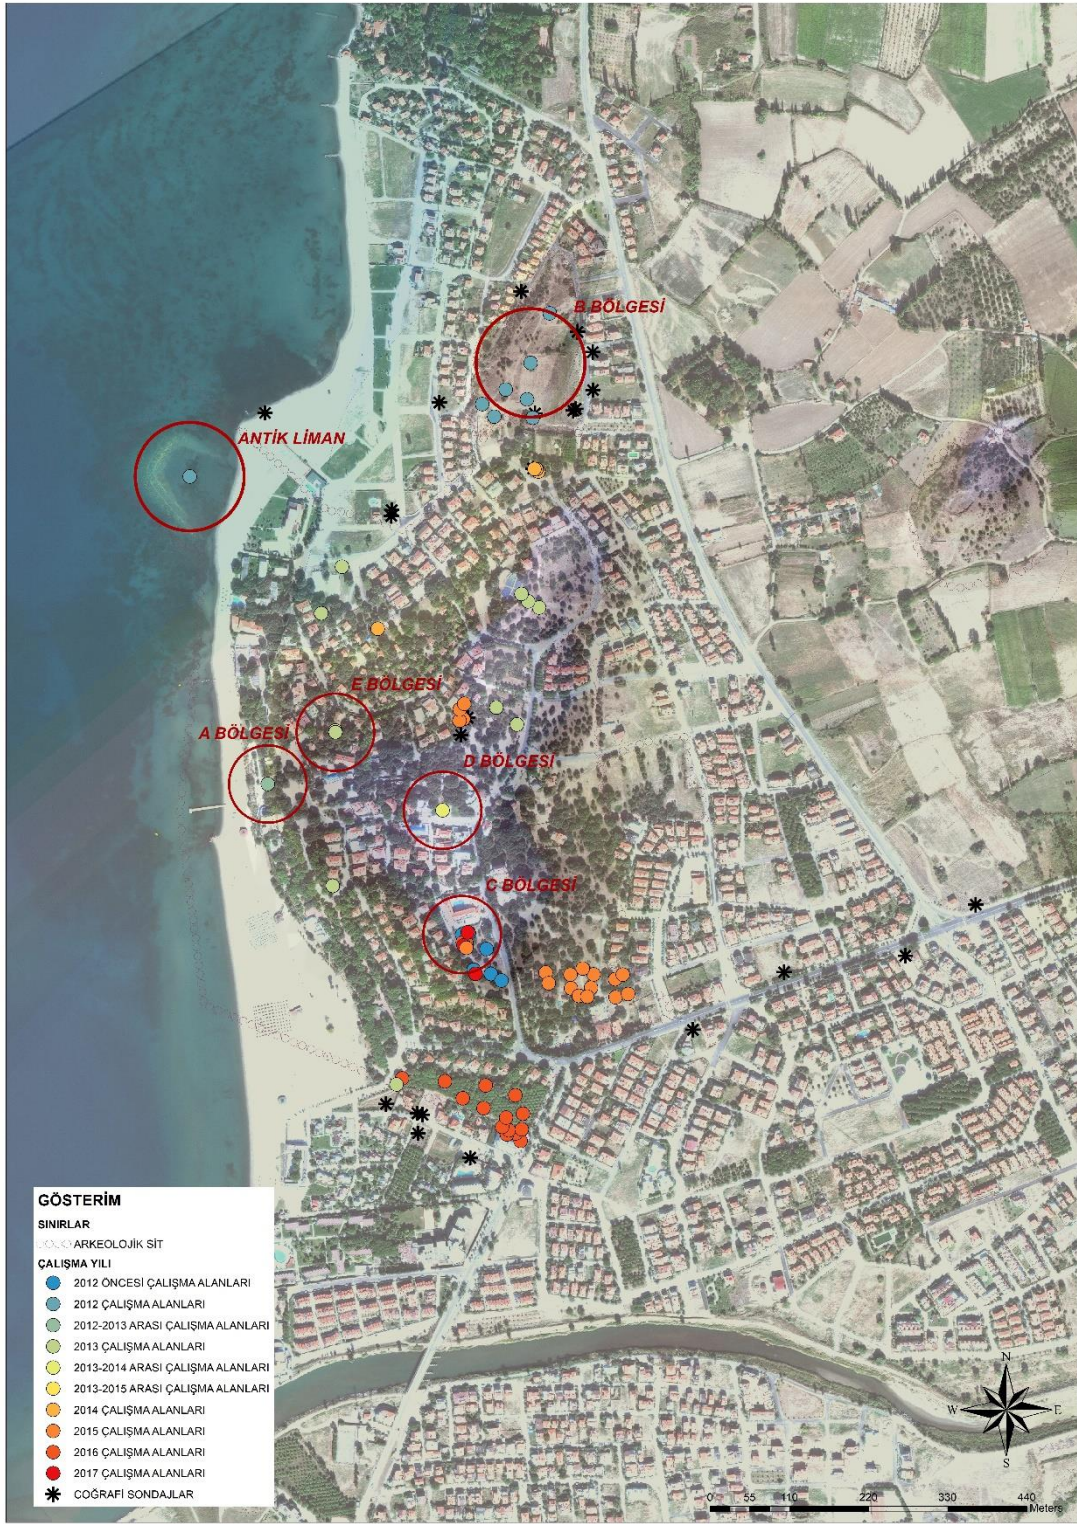 B BÖLGESİ
ANTİK LİMAN
E BÖLGESİ
A BÖLGESİ
D BÖLGESİ
C BÖLGESİ
GÖSTERİM
SINIRLAR
ARKEOLOJİK SİT
ÇALIŞMA YILI
2012 ÖNCESİ ÇALIŞMA ALANLARI
2012 ÇALIŞMA ALANLARI
2012-2013 ARASI ÇALIŞMA ALANLARI
2013 ÇALIŞMA ALANLARI
2013-2014 ARASI ÇALIŞMA ALANLARI
2013-2015 ARASI ÇALIŞMA ALANLARI
2014 ÇALIŞMA ALANLARI
2015 ÇALIŞMA ALANLARI
2016 ÇALIŞMA ALANLARI
2017 ÇALIŞMA ALANLARI
COĞRAFİ SONDAJLAR
N
W E
S
0 55 110 220 330 440
Meters